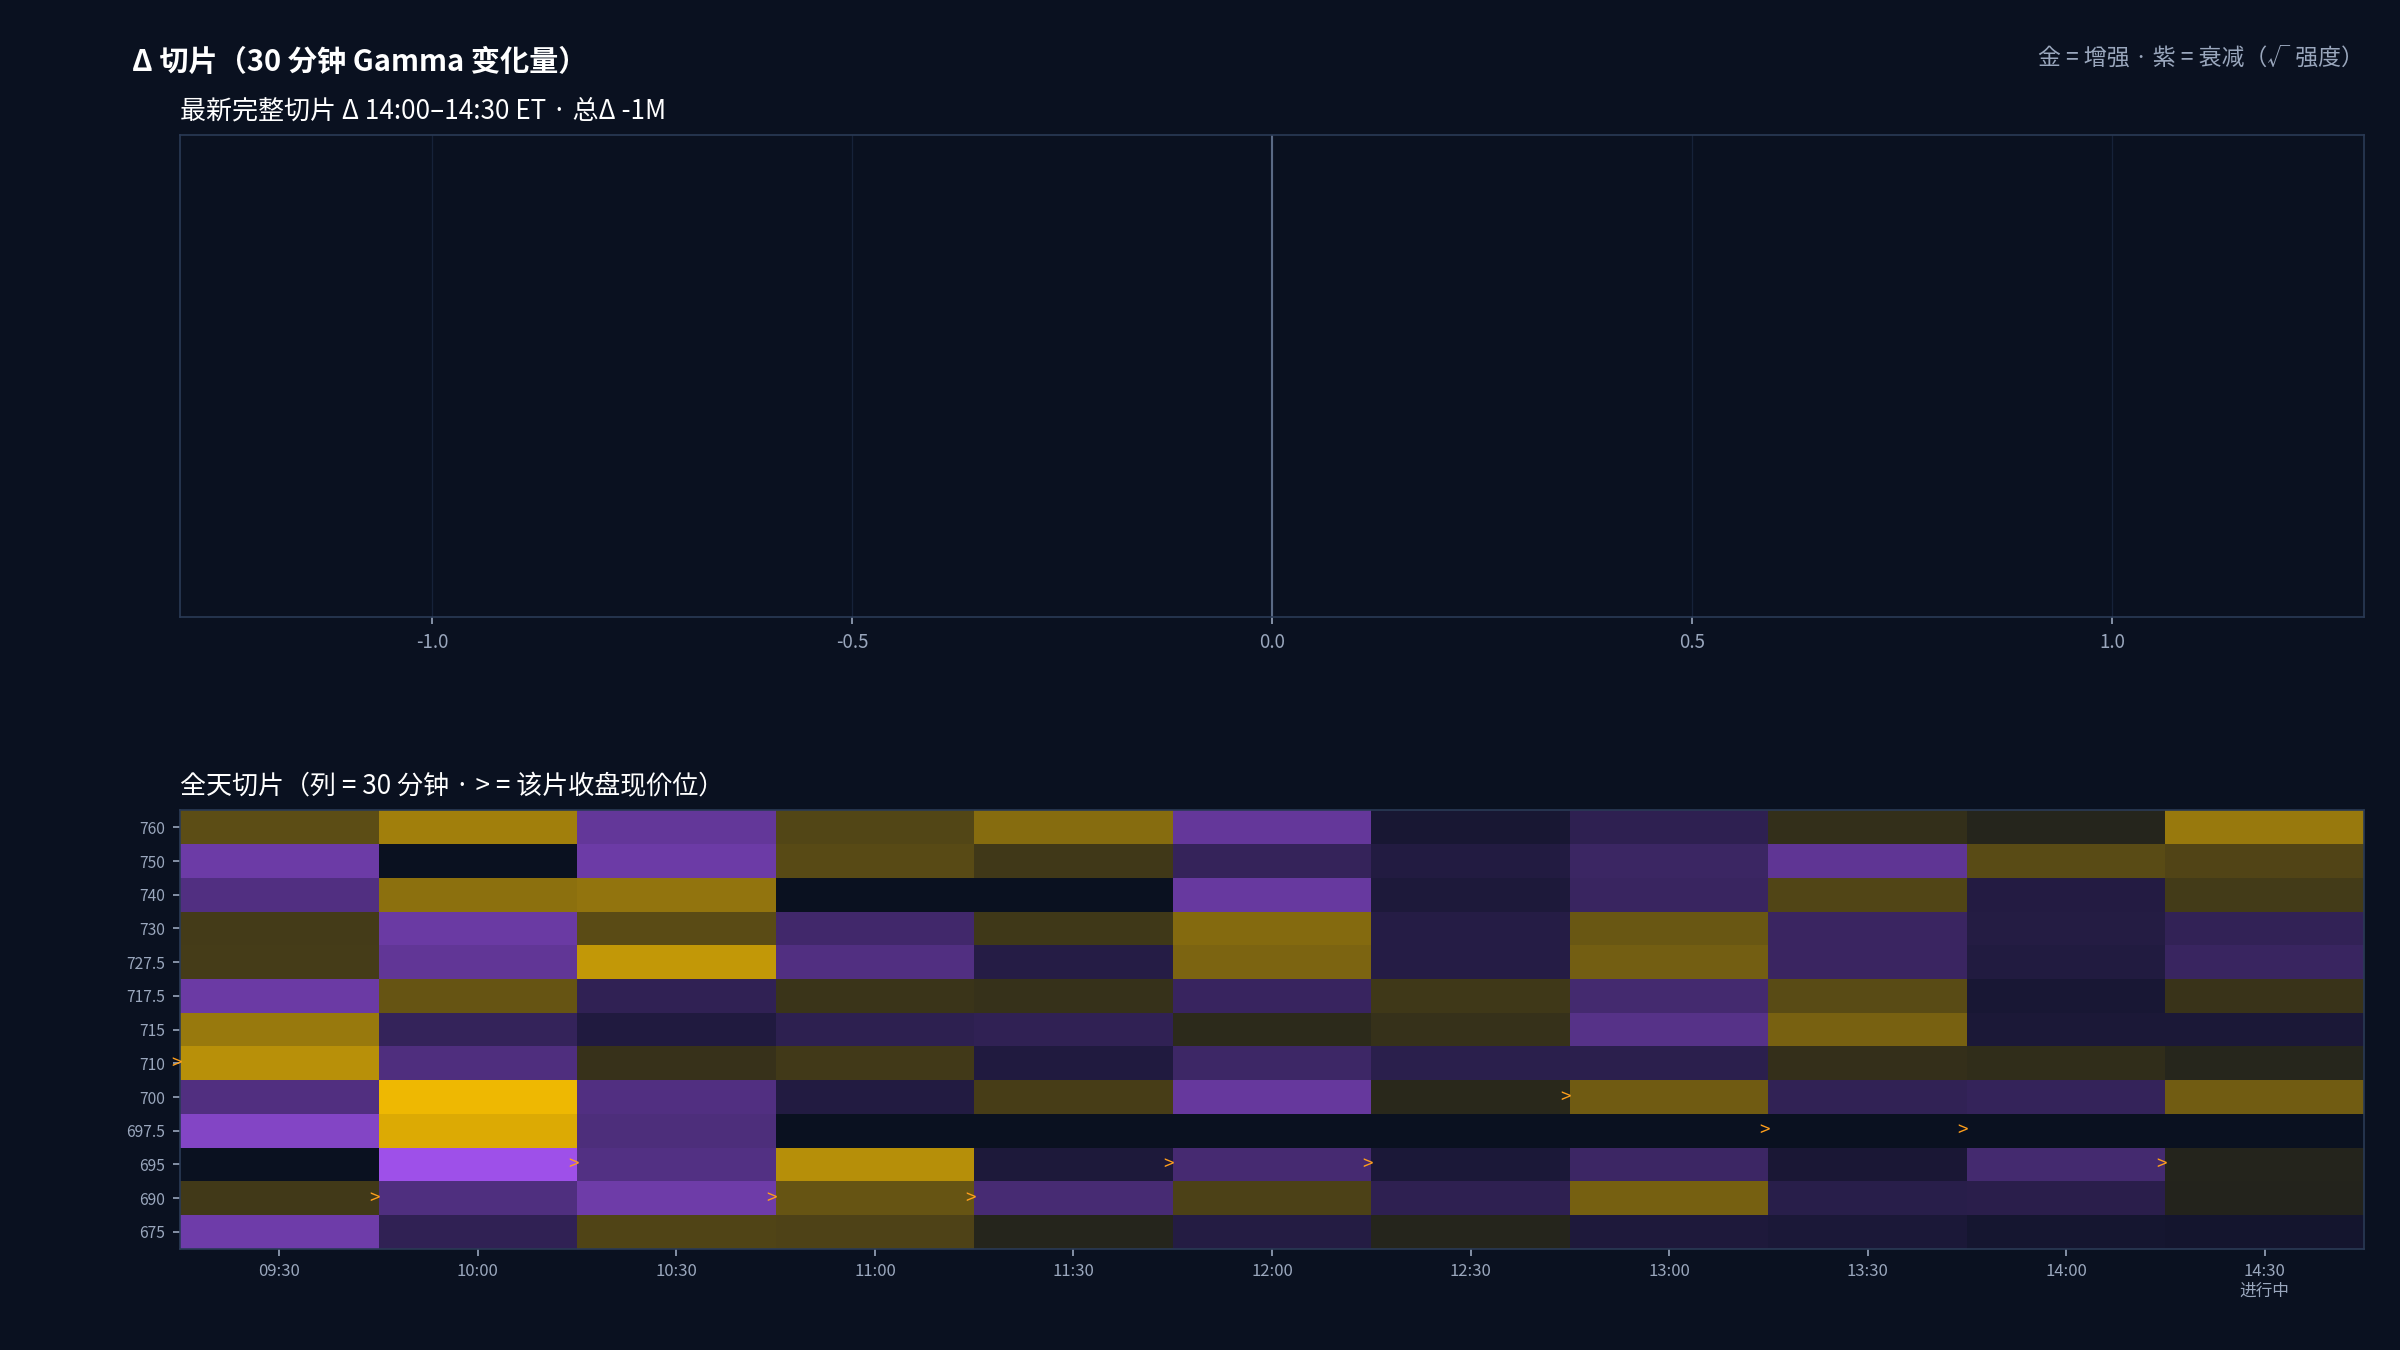 Δ 切片（30 分钟 Gamma 变化量）
金 = 增强 · 紫 = 衰减（√ 强度）
最新完整切片 Δ 14:00–14:30 ET · 总Δ -1M
-1.0 -0.5 0.0 0.5 1.0
全天切片（列 = 30 分钟 · > = 该片收盘现价位）
760
750
740
730
727.5
717.5
715
710 >
700 >
697.5 > >
695 > > > >
690 > > >
675
09:30 10:00 10:30 11:00 11:30 12:00 12:30 13:00 13:30 14:00 14:30
进行中